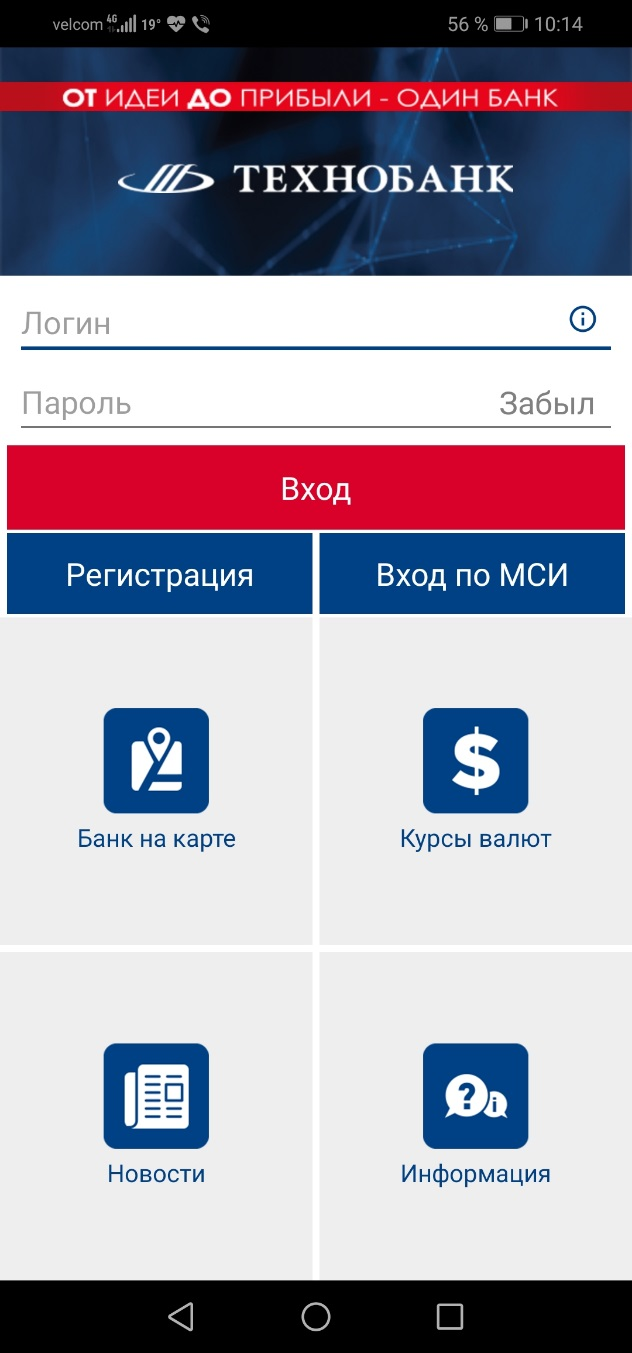 velcom 4G 19° 56 % 10:14
ОТ ИДЕИ ДО ПРИБЫЛИ - ОДИН БАНК
ТЕХНОБАНК
Логин
Пароль Забыл
Вход
Регистрация Вход по МСИ
Банк на карте Курсы валют
Новости Информация